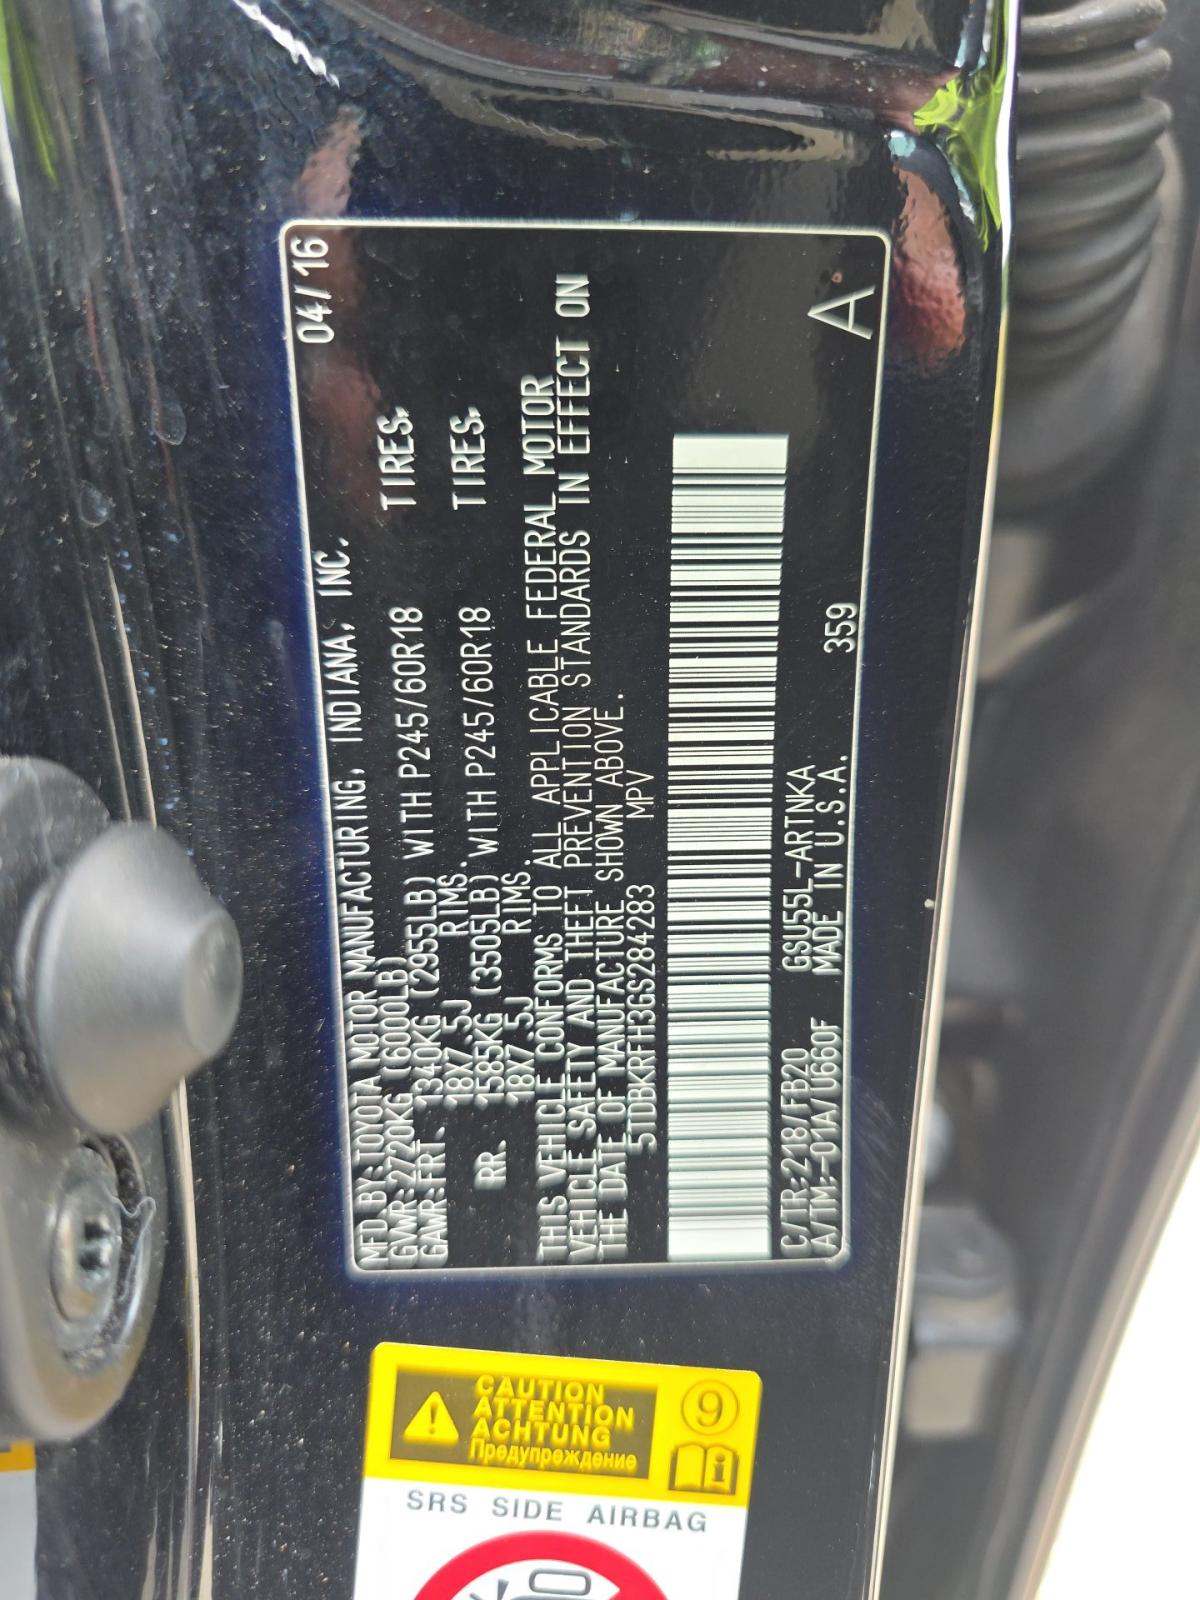 MFD BY:TOYOTA MOTOR MANUFACTURING, INDIANA, INC. 04/16
GVWR:2720KG (6000LB)
GAWR:FRT. 1340KG (2955LB) WITH P245/60R18 TIRES,
18X7.5J RIMS.
RR. 1585KG (3505LB) WITH P245/60R18 TIRES,
18X7.5J RIMS.
THIS VEHICLE CONFORMS TO ALL APPLICABLE FEDERAL MOTOR
VEHICLE SAFETY AND THEFT PREVENTION STANDARDS IN EFFECT ON
THE DATE OF MANUFACTURE SHOWN ABOVE.
5TDBKRFH3GS284283 MPV
C/TR:218/FB20 GSU55L-ARTNKA
A/TM:-01A/U660F MADE IN U.S.A. 359 A
CAUTION
ATTENTION
ACHTUNG
Предупреждение
9
i
SRS SIDE AIRBAG